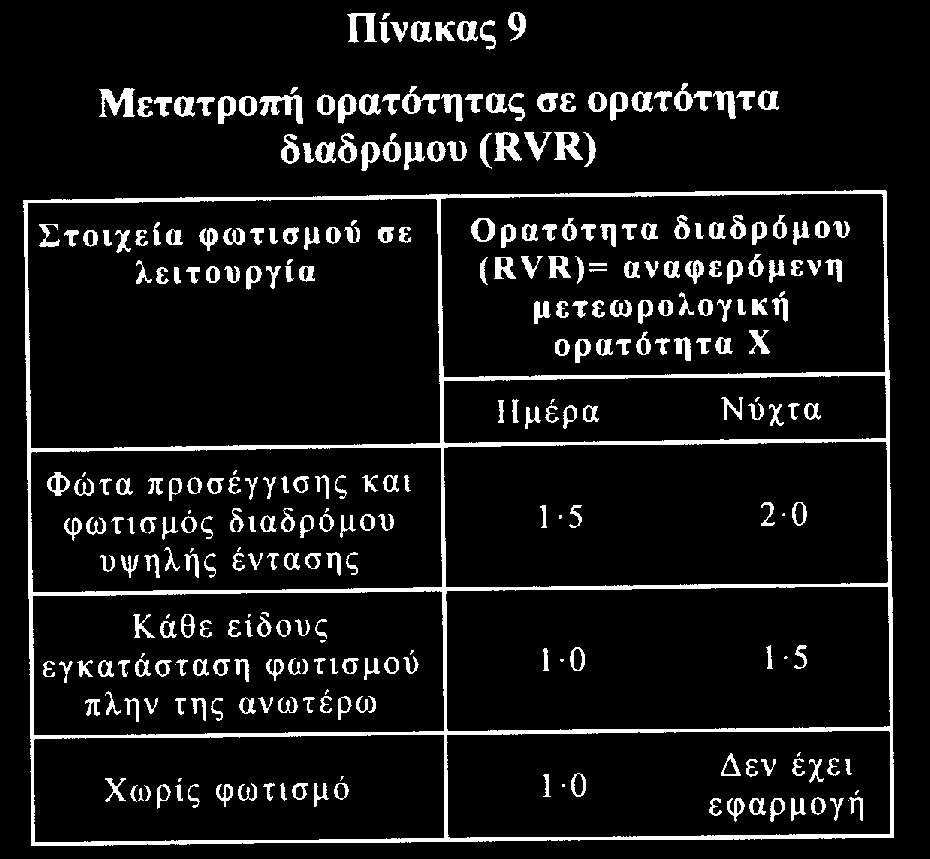 Πίνακας 9
Μετατροπή ορατότητας σε ορατότητα
διαδρόμου (RVR)
Στοιχεία φωτισμού σε
λειτουργία
Ορατότητα διαδρόμου
(RVR)= αναφερόμενη
μετεωρολογική
ορατότητα Χ
Ημέρα Νύχτα
Φώτα προσέγγισης και
φωτισμός διαδρόμου
υψηλής έντασης
1·5 2·0
Κάθε είδους
εγκατάσταση φωτισμού
πλην της ανωτέρω
1·0 1·5
Χωρίς φωτισμό
1·0
Δεν έχει
εφαρμογή